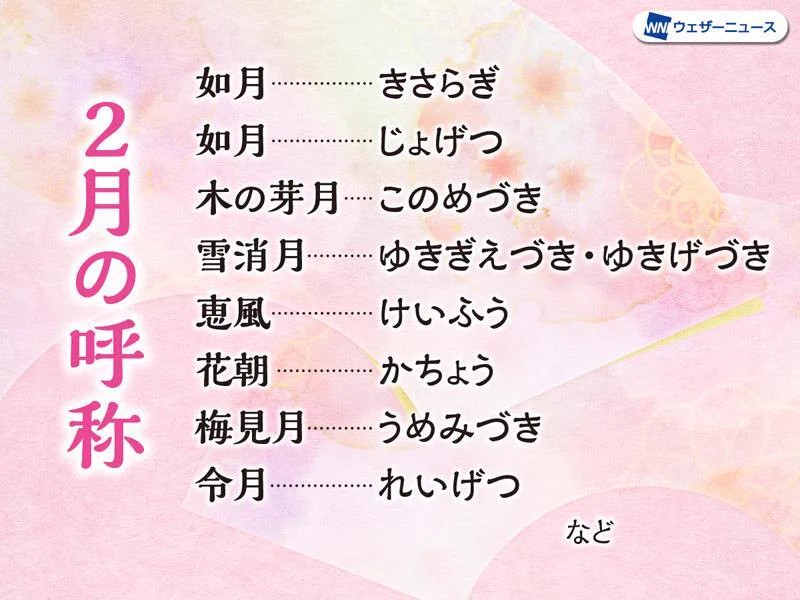 ウェザーニュース
2月の呼称
如月………………きさらぎ
如月………………じょげつ
木の芽月……このめづき
雪消月…………ゆきぎえづき・ゆきげづき
恵風………………けいふう
花朝………………かちょう
梅見月…………うめみづき
令月………………れいげつ
など